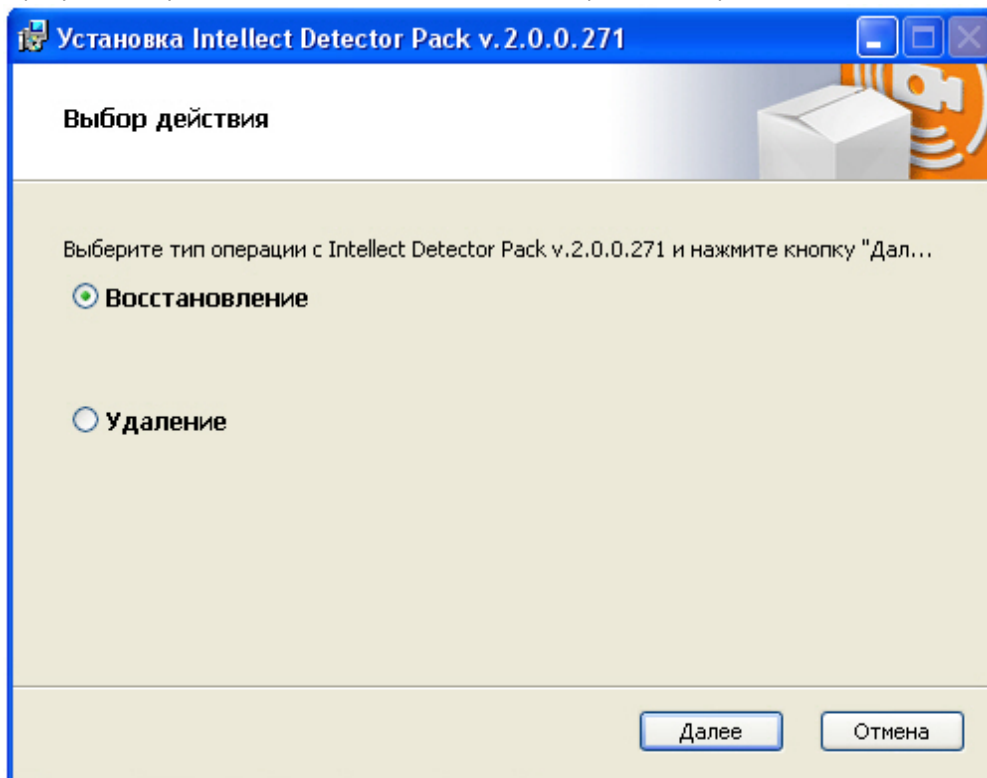 Установка Intellect Detector Pack v.2.0.0.271
Выбор действия
Выберите тип операции с Intellect Detector Pack v.2.0.0.271 и нажмите кнопку "Дал...
Восстановление
Удаление
Далее
Отмена